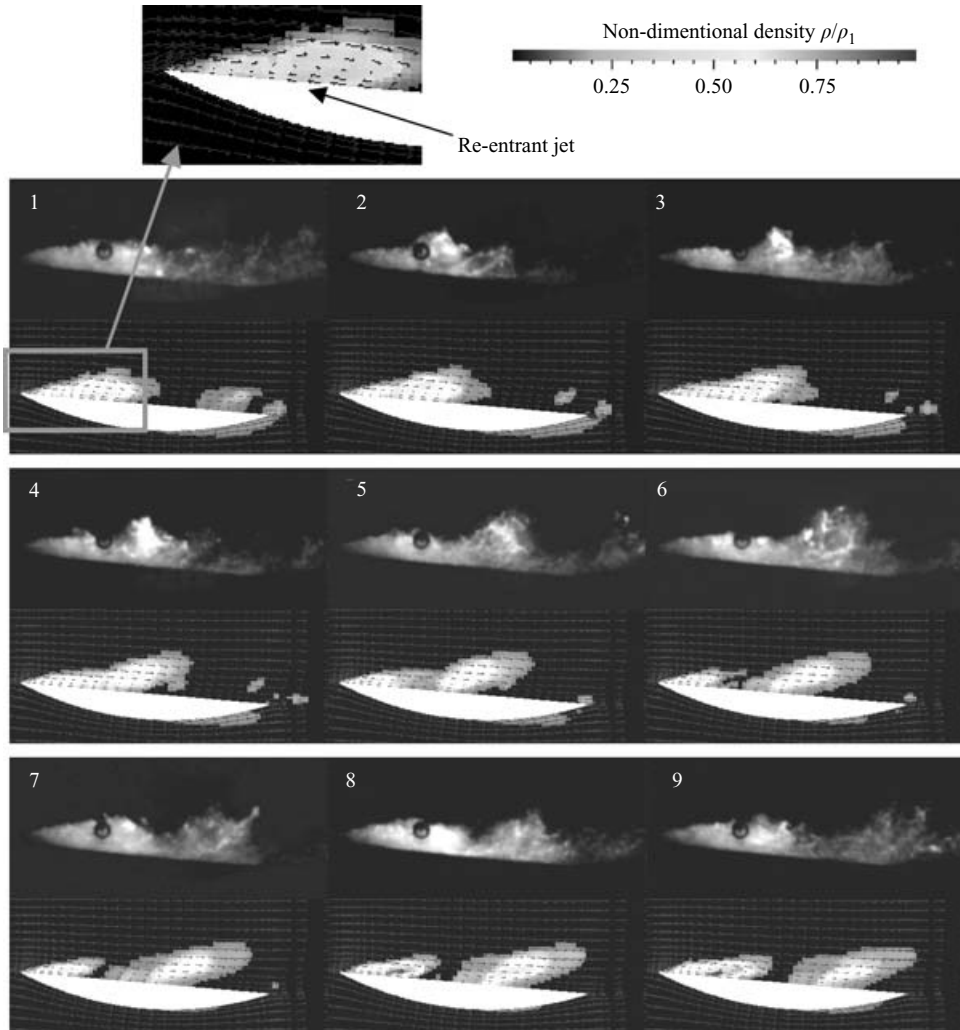 Non-dimentional density ρ/ρ1
0.25 0.50 0.75
Re-entrant jet
1 2 3
4 5 6
7 8 9